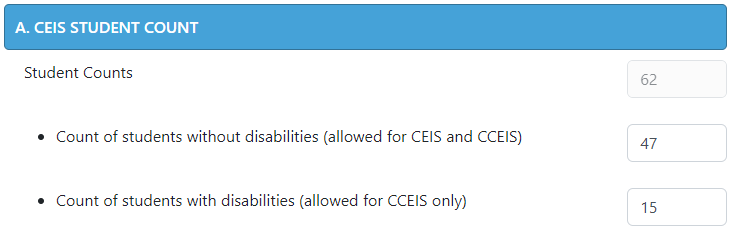 A. CEIS STUDENT COUNT
Student Counts
62
• Count of students without disabilities (allowed for CEIS and CCEIS)
47
• Count of students with disabilities (allowed for CCEIS only)
15